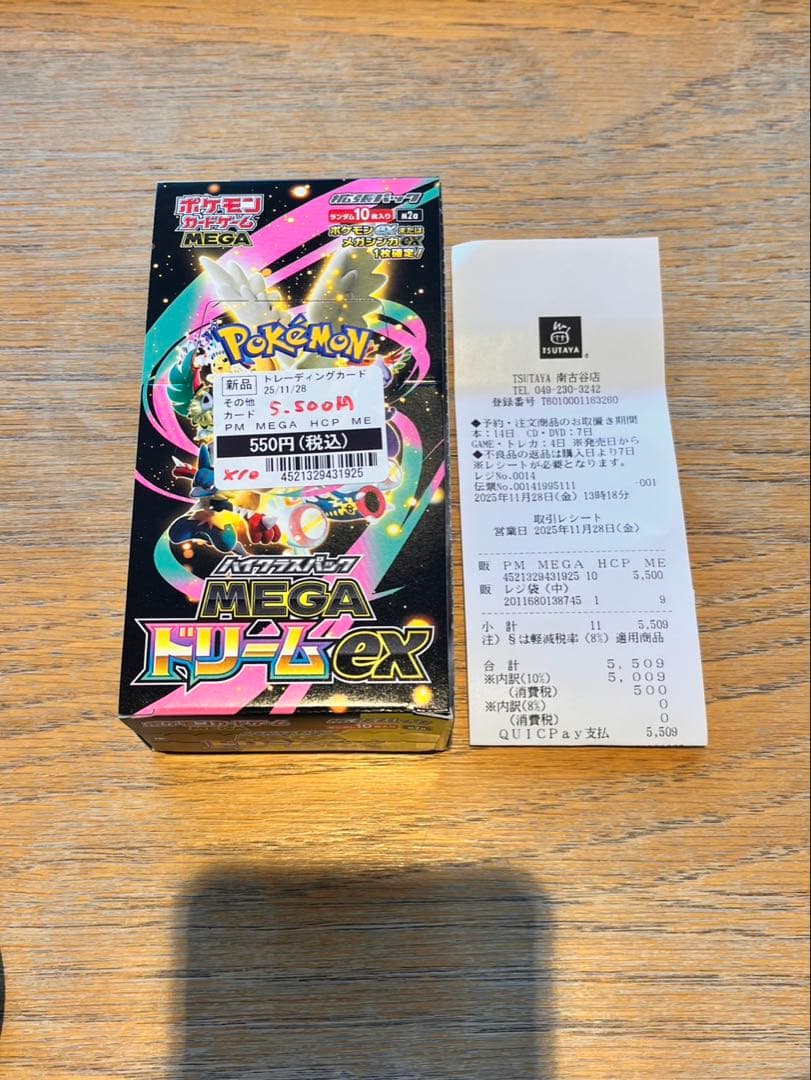 ポケモン
カードゲーム
MEGA
拡張パック
ランダム10枚入り
M2a
ポケモンexまたは
メガシンカex
1枚確定!
POKéMON
新品 トレーディングカード
25/11/28
その他
カード
5.500円
PM MEGA HCP ME
550円(税込)
X10
4521329431925
ハイクラスパック
MEGA
ドリームex
TSUTAYA
TSUTAYA 南古谷店
TEL 049-230-3242
登録番号 T6010001163260
◆予約・注文商品のお取置き期間
本:14日 CD・DVD:7日
GAME・トレカ:4日 ※発売日から
◆不良品の返品は購入日より7日
※レシートが必要となります。
レジNo.0014
伝票No.00141995111 -001
2025年11月28日(金) 13時18分
取引レシート
営業日 2025年11月28日(金)
販 PM MEGA HCP ME
4521329431925 10 5,500
販 レジ袋(中)
2011680138745 1 9
小 計 11 5,509
注)§は軽減税率(8%)適用商品
合 計 5,509
※内訳(10%) 5,009
(消費税) 500
※内訳(8%) 0
(消費税) 0
QUICPay支払 5,509